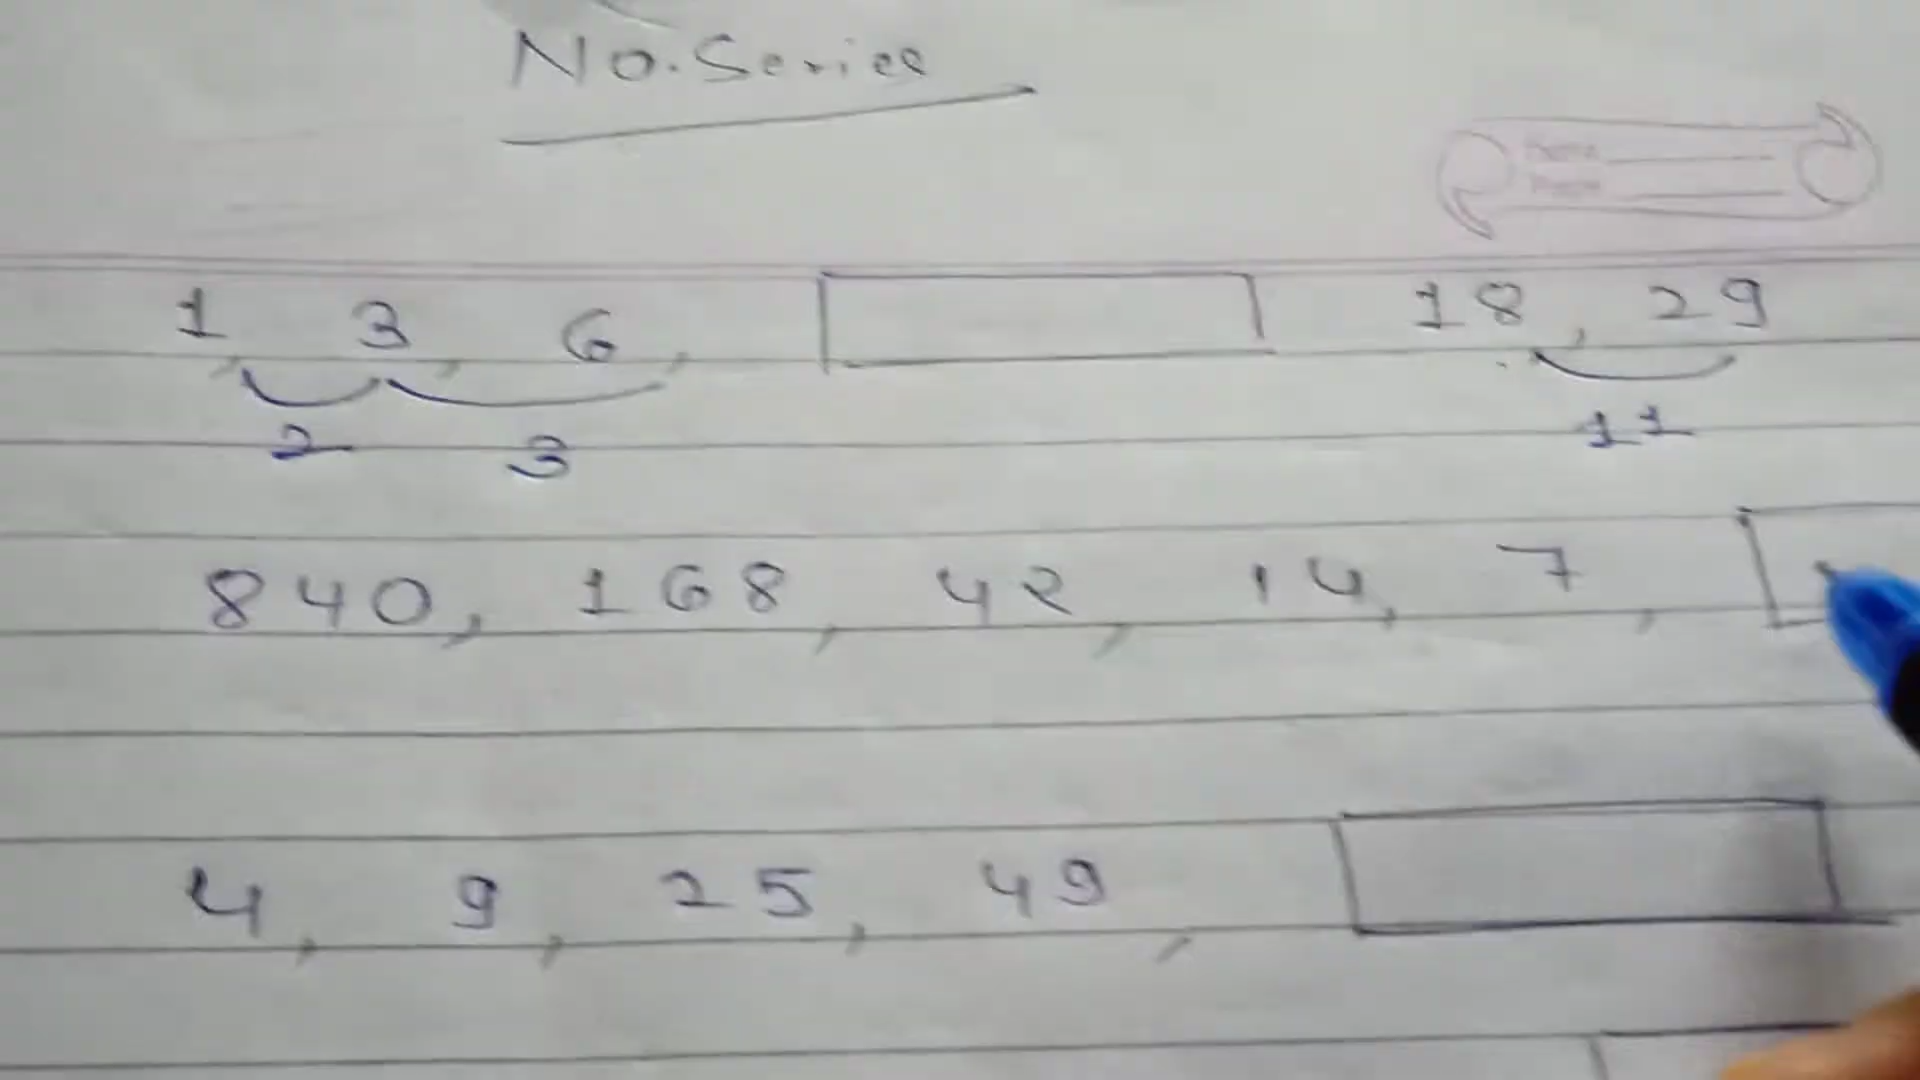 No. Series
1, 3, 6, 18, 29
2 3 11
840, 168, 42, 14, 7,
4, 9, 25, 49,